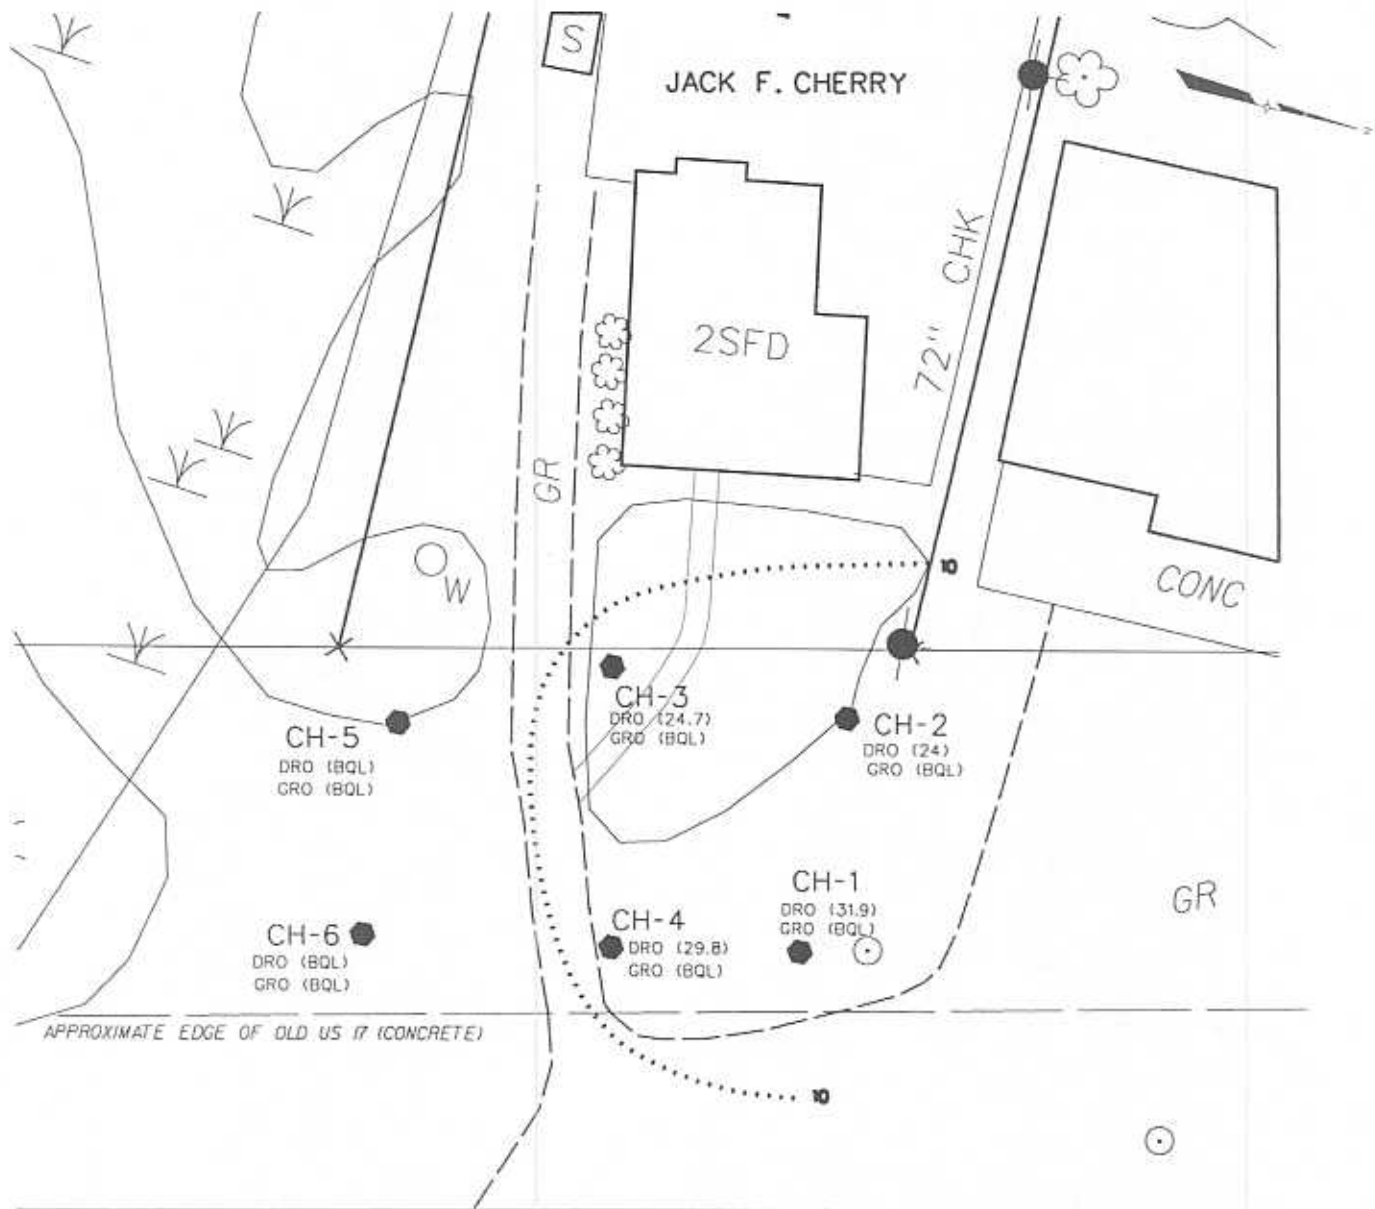 S
JACK F. CHERRY
N
72" CHK
2SFD
GR
10
W
CONC
CH-3
DRO (24.7)
GRO (BQL)
CH-2
DRO (24)
GRO (BQL)
CH-5
DRO (BQL)
GRO (BQL)
CH-1
DRO (31.9)
GRO (BQL)
GR
CH-4
DRO (29.8)
GRO (BQL)
CH-6
DRO (BQL)
GRO (BQL)
APPROXIMATE EDGE OF OLD US 17 (CONCRETE)
10